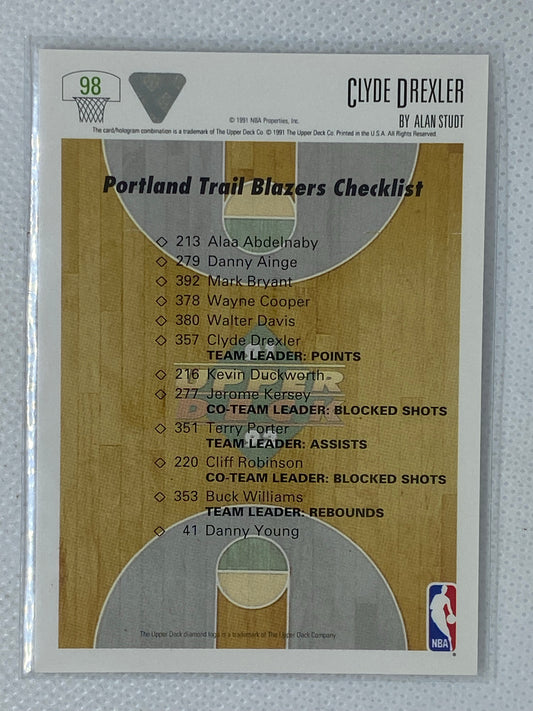 98
CLYDE DREXLER
BY ALAN STUDT
© 1991 NBA Properties, Inc.
The card/hologram combination is a trademark of The Upper Deck Co. © 1991 The Upper Deck Co. Printed in the U.S.A. All Rights Reserved.
Portland Trail Blazers Checklist
◇ 213 Alaa Abdelnaby
◇ 279 Danny Ainge
◇ 392 Mark Bryant
◇ 378 Wayne Cooper
◇ 380 Walter Davis
◇ 357 Clyde Drexler
TEAM LEADER: POINTS
◇ 216 Kevin Duckworth
◇ 277 Jerome Kersey
CO-TEAM LEADER: BLOCKED SHOTS
◇ 351 Terry Porter
TEAM LEADER: ASSISTS
◇ 220 Cliff Robinson
CO-TEAM LEADER: BLOCKED SHOTS
◇ 353 Buck Williams
TEAM LEADER: REBOUNDS
◇ 41 Danny Young
UPPER
DECK
The Upper Deck diamond logo is a trademark of The Upper Deck Company
NBA